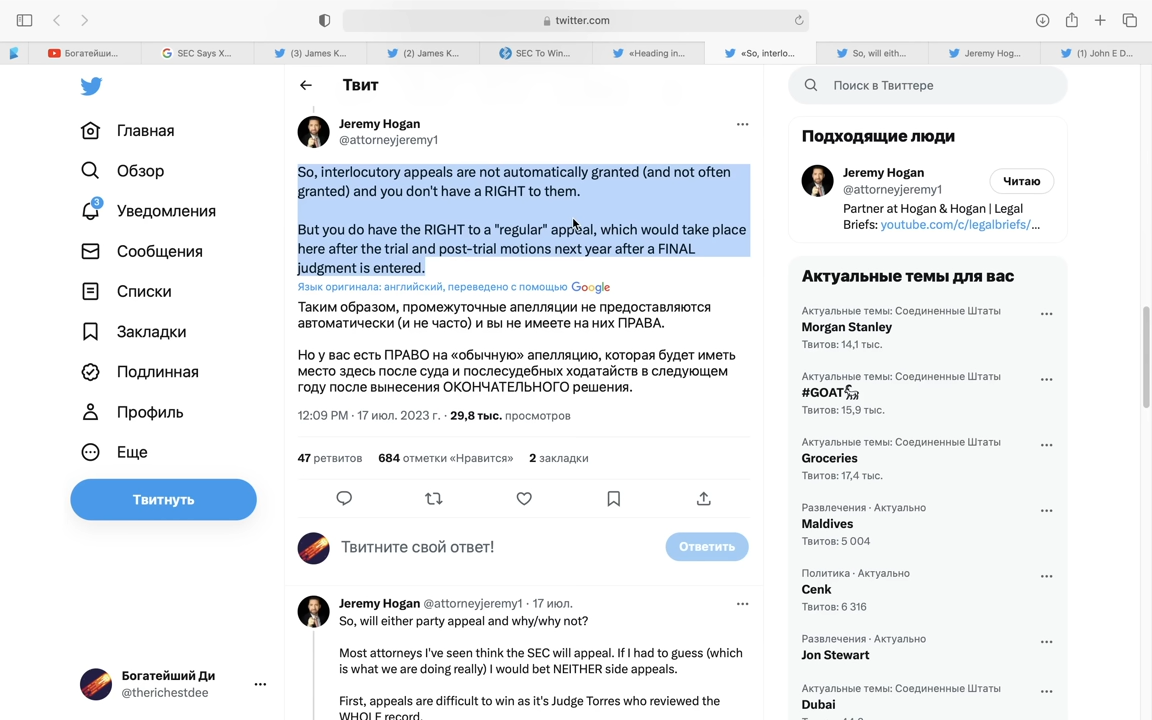 twitter.com
Богатейши...
SEC Says X...
(3) James K...
(2) James K...
SEC To Win...
«Heading in...
«So, interlo...
So, will eith...
Jeremy Hog...
(1) John E D...
Главная
Обзор
3
Уведомления
Сообщения
Списки
Закладки
Подлинная
Профиль
Еще
Твитнуть
Богатейший Ди
@therichestdee
Твит
Jeremy Hogan
@attorneyjeremy1
So, interlocutory appeals are not automatically granted (and not often
granted) and you don't have a RIGHT to them.
But you do have the RIGHT to a "regular" appeal, which would take place
here after the trial and post-trial motions next year after a FINAL
judgment is entered.
Язык оригинала: английский, переведено с помощью Google
Таким образом, промежуточные апелляции не предоставляются
автоматически (и не часто) и вы не имеете на них ПРАВА.
Но у вас есть ПРАВО на «обычную» апелляцию, которая будет иметь
место здесь после суда и послесудебных ходатайств в следующем
году после вынесения ОКОНЧАТЕЛЬНОГО решения.
12:09 PM · 17 июл. 2023 г. · 29,8 тыс. просмотров
47 ретвитов 684 отметки «Нравится» 2 закладки
Твитните свой ответ!
Ответить
Jeremy Hogan @attorneyjeremy1 · 17 июл.
So, will either party appeal and why/why not?
Most attorneys I've seen think the SEC will appeal. If I had to guess (which
is what we are doing really) I would bet NEITHER side appeals.
First, appeals are difficult to win as it's Judge Torres who reviewed the
WHOLE record.
Поиск в Твиттере
Подходящие люди
Jeremy Hogan
@attorneyjeremy1
Читаю
Partner at Hogan & Hogan | Legal
Briefs: youtube.com/c/legalbriefs/...
Актуальные темы для вас
Актуальные темы: Соединенные Штаты
Morgan Stanley
Твитов: 14,1 тыс.
Актуальные темы: Соединенные Штаты
#GOAT
Твитов: 15,9 тыс.
Актуальные темы: Соединенные Штаты
Groceries
Твитов: 17,4 тыс.
Развлечения · Актуально
Maldives
Твитов: 5 004
Политика · Актуально
Cenk
Твитов: 6 316
Развлечения · Актуально
Jon Stewart
Актуальные темы: Соединенные Штаты
Dubai